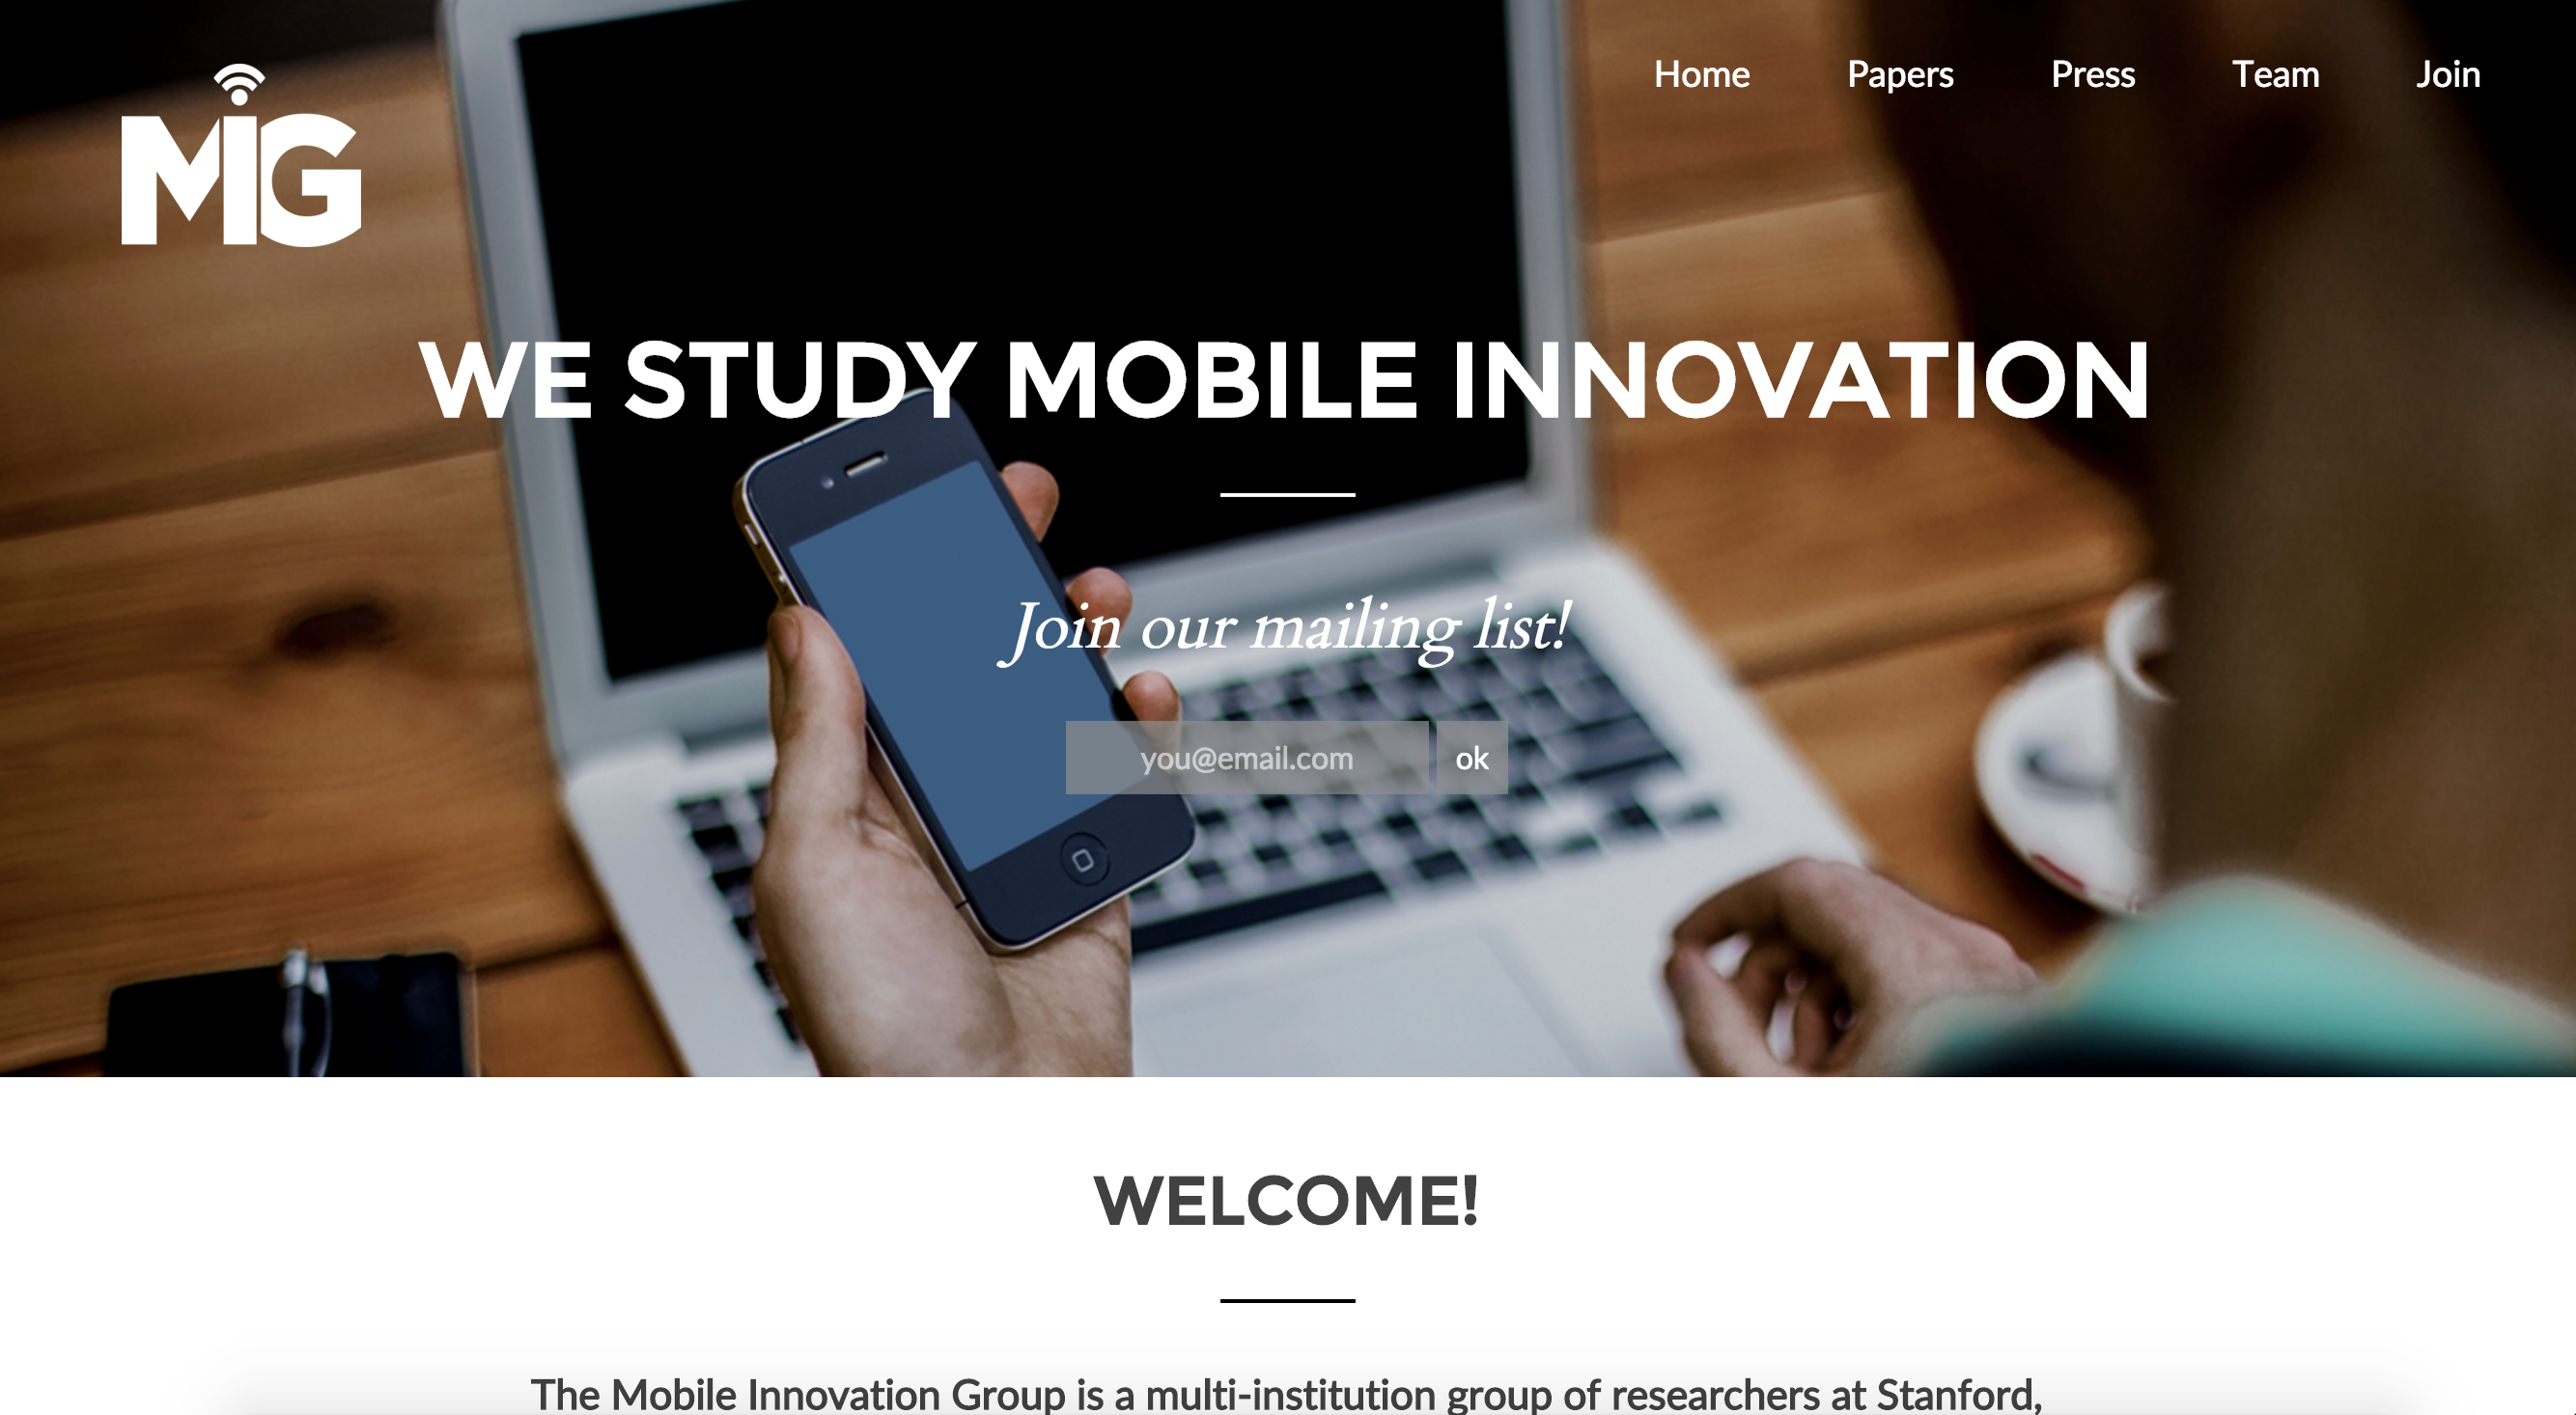 MIG
Home Papers Press Team Join
WE STUDY MOBILE INNOVATION
Join our mailing list!
you@email.com ok
WELCOME!
The Mobile Innovation Group is a multi-institution group of researchers at Stanford,